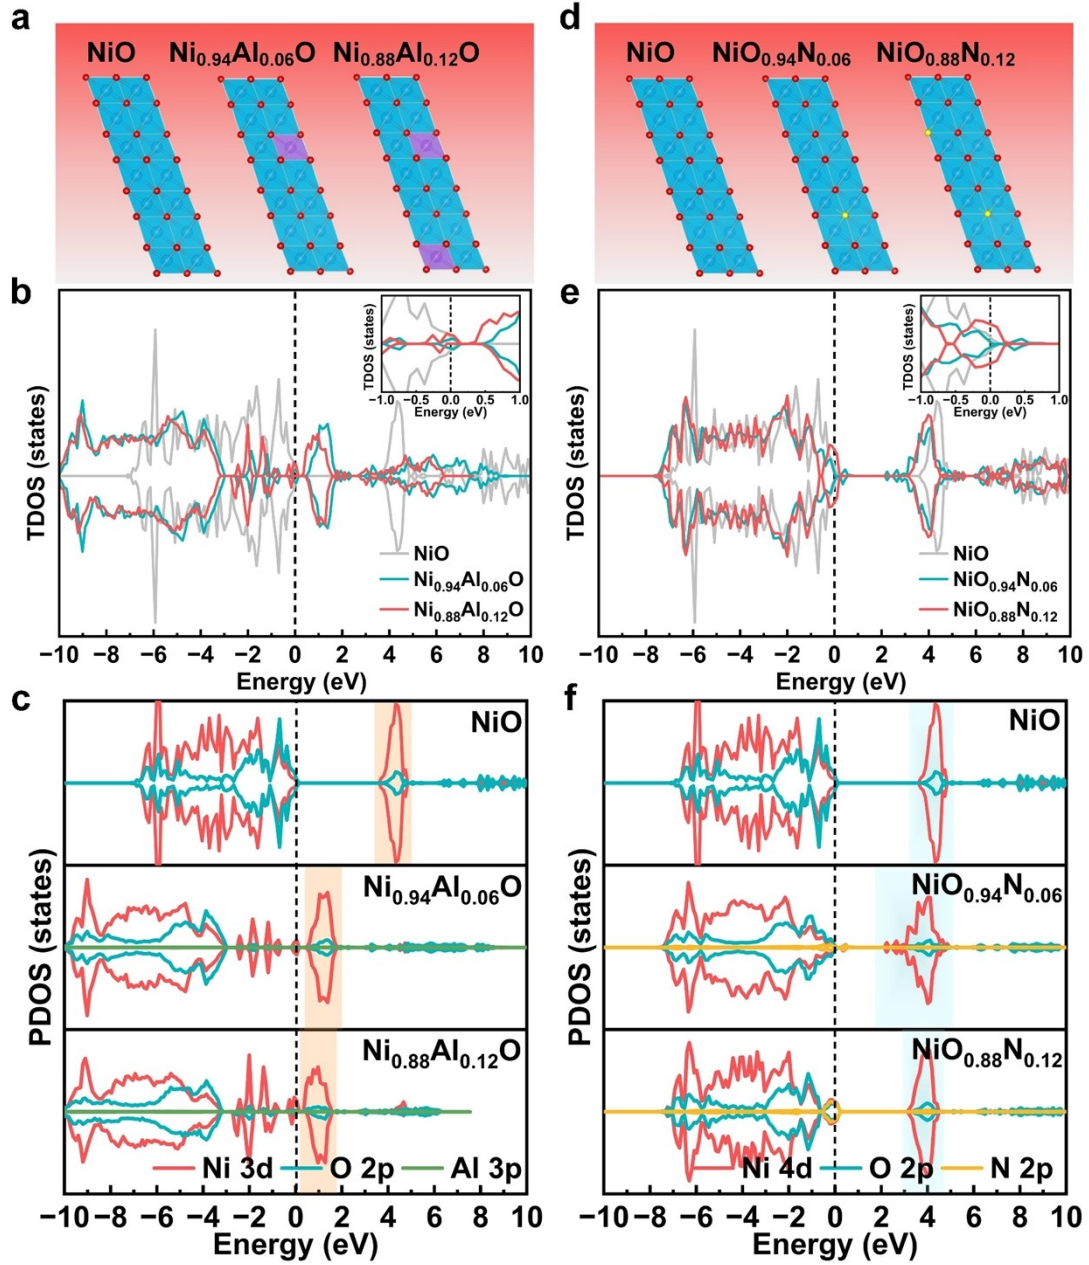 a
NiO Ni0.94Al0.06O Ni0.88Al0.12O
d
NiO NiO0.94N0.06 NiO0.88N0.12
b
TDOS (states)
TDOS (states)
−1.0 −0.5 0.0 0.5 1.0
Energy (eV)
NiO
Ni0.94Al0.06O
Ni0.88Al0.12O
−10 −8 −6 −4 −2 0 2 4 6 8 10
Energy (eV)
e
TDOS (states)
TDOS (states)
−1.0 −0.5 0.0 0.5 1.0
Energy (eV)
NiO
NiO0.94N0.06
NiO0.88N0.12
−10 −8 −6 −4 −2 0 2 4 6 8 10
Energy (eV)
c
PDOS (states)
NiO
Ni0.94Al0.06O
Ni0.88Al0.12O
Ni 3d O 2p Al 3p
−10 −8 −6 −4 −2 0 2 4 6 8 10
Energy (eV)
f
PDOS (states)
NiO
NiO0.94N0.06
NiO0.88N0.12
Ni 4d O 2p N 2p
−10 −8 −6 −4 −2 0 2 4 6 8 10
Energy (eV)